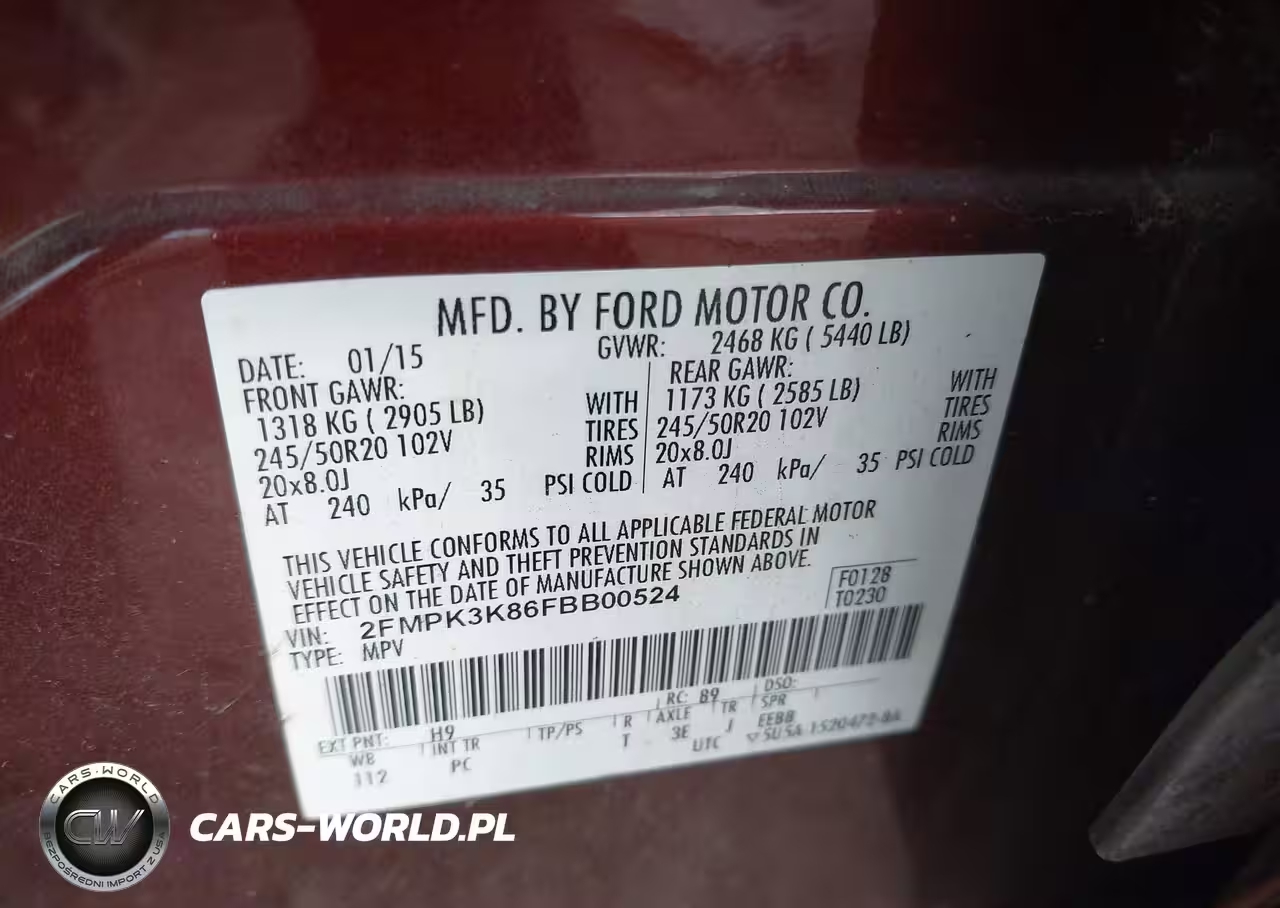 MFD. BY FORD MOTOR CO.
DATE: 01/15 GVWR: 2468 KG ( 5440 LB)
FRONT GAWR: REAR GAWR:
1318 KG ( 2905 LB) WITH 1173 KG ( 2585 LB) WITH
245/50R20 102V TIRES 245/50R20 102V TIRES
20x8.0J RIMS 20x8.0J RIMS
AT 240 kPa/ 35 PSI COLD AT 240 kPa/ 35 PSI COLD
THIS VEHICLE CONFORMS TO ALL APPLICABLE FEDERAL MOTOR
VEHICLE SAFETY AND THEFT PREVENTION STANDARDS IN
EFFECT ON THE DATE OF MANUFACTURE SHOWN ABOVE.
VIN: 2FMPK3K86FBB00524
TYPE: MPV
F0128
T0230
EXT PNT: H9 RC: B9 DSO:
WB INT TR TP/PS R AXLE TR SPR
112 PC T 3E J EEBB
UTC
CARS-WORLD
CW
BEZPOŚREDNI IMPORT Z USA
CARS-WORLD.PL